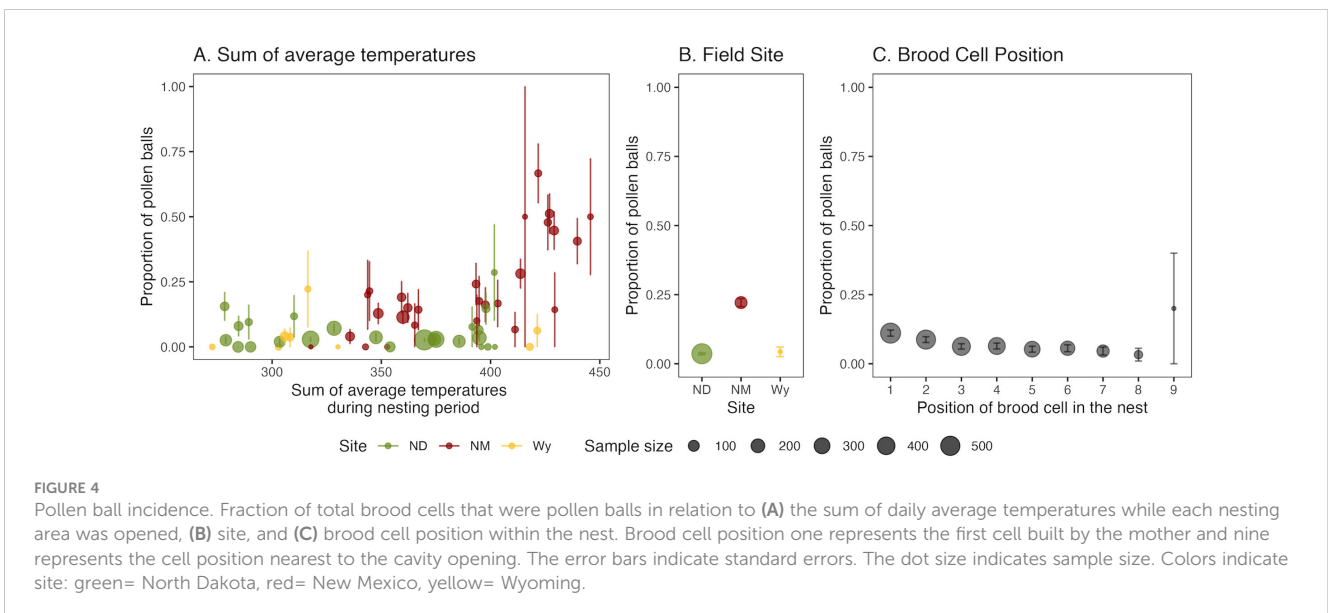 A. Sum of average temperatures
Proportion of pollen balls
1.00
0.75
0.50
0.25
0.00
300
350
400
450
Sum of average temperatures
during nesting period
B. Field Site
Proportion of pollen balls
1.00
0.75
0.50
0.25
0.00
ND
NM
Wy
Site
C. Brood Cell Position
Proportion of pollen balls
1.00
0.75
0.50
0.25
0.00
1
2
3
4
5
6
7
8
9
Position of brood cell in the nest
Site ND NM Wy Sample size 100 200 300 400 500
FIGURE 4
Pollen ball incidence. Fraction of total brood cells that were pollen balls in relation to (A) the sum of daily average temperatures while each nesting
area was opened, (B) site, and (C) brood cell position within the nest. Brood cell position one represents the first cell built by the mother and nine
represents the cell position nearest to the cavity opening. The error bars indicate standard errors. The dot size indicates sample size. Colors indicate
site: green= North Dakota, red= New Mexico, yellow= Wyoming.